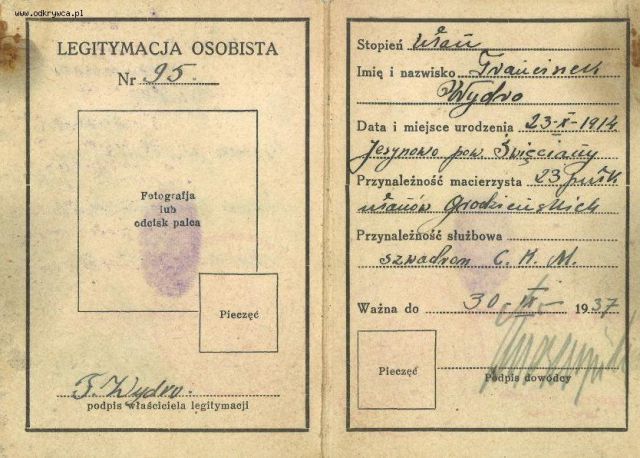 www.odkrywca.pl
LEGITYMACJA OSOBISTA
Nr 95.
Fotografja
lub
odcisk palca
Pieczęć
F. Wydro.
podpis właściciela legitymacji
Stopień ułan
Imię i nazwisko Franciszek
Wydro
Data i miejsce urodzenia 23-X-1914
Jesynowo pow. Święciany
Przynależność macierzysta 23 pułk
ułanów Grodzieńskich
Przynależność służbowa
szwadron C. K. M.
Ważna do 30 1937
Pieczęć
Podpis dowódcy